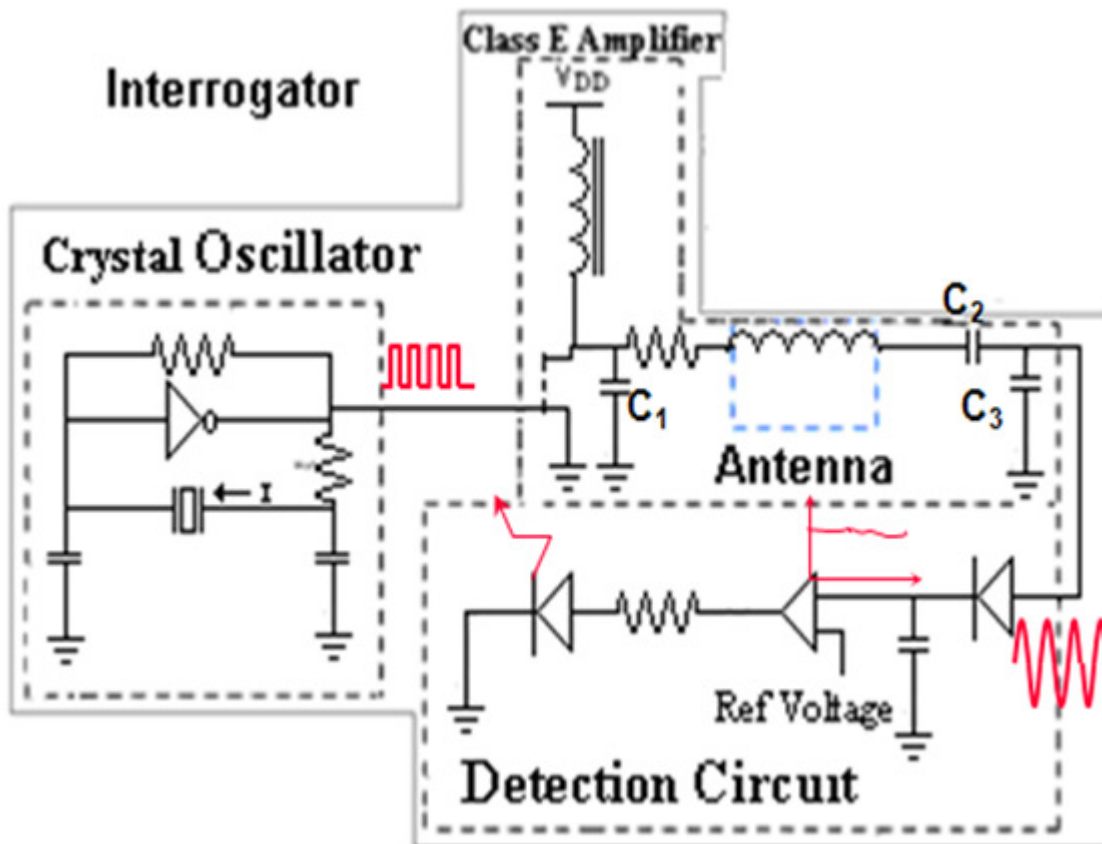 Class E Amplifier
VDD
Interrogator
Crystal Oscillator
C2
C1
C3
I
Antenna
Ref Voltage
Detection Circuit